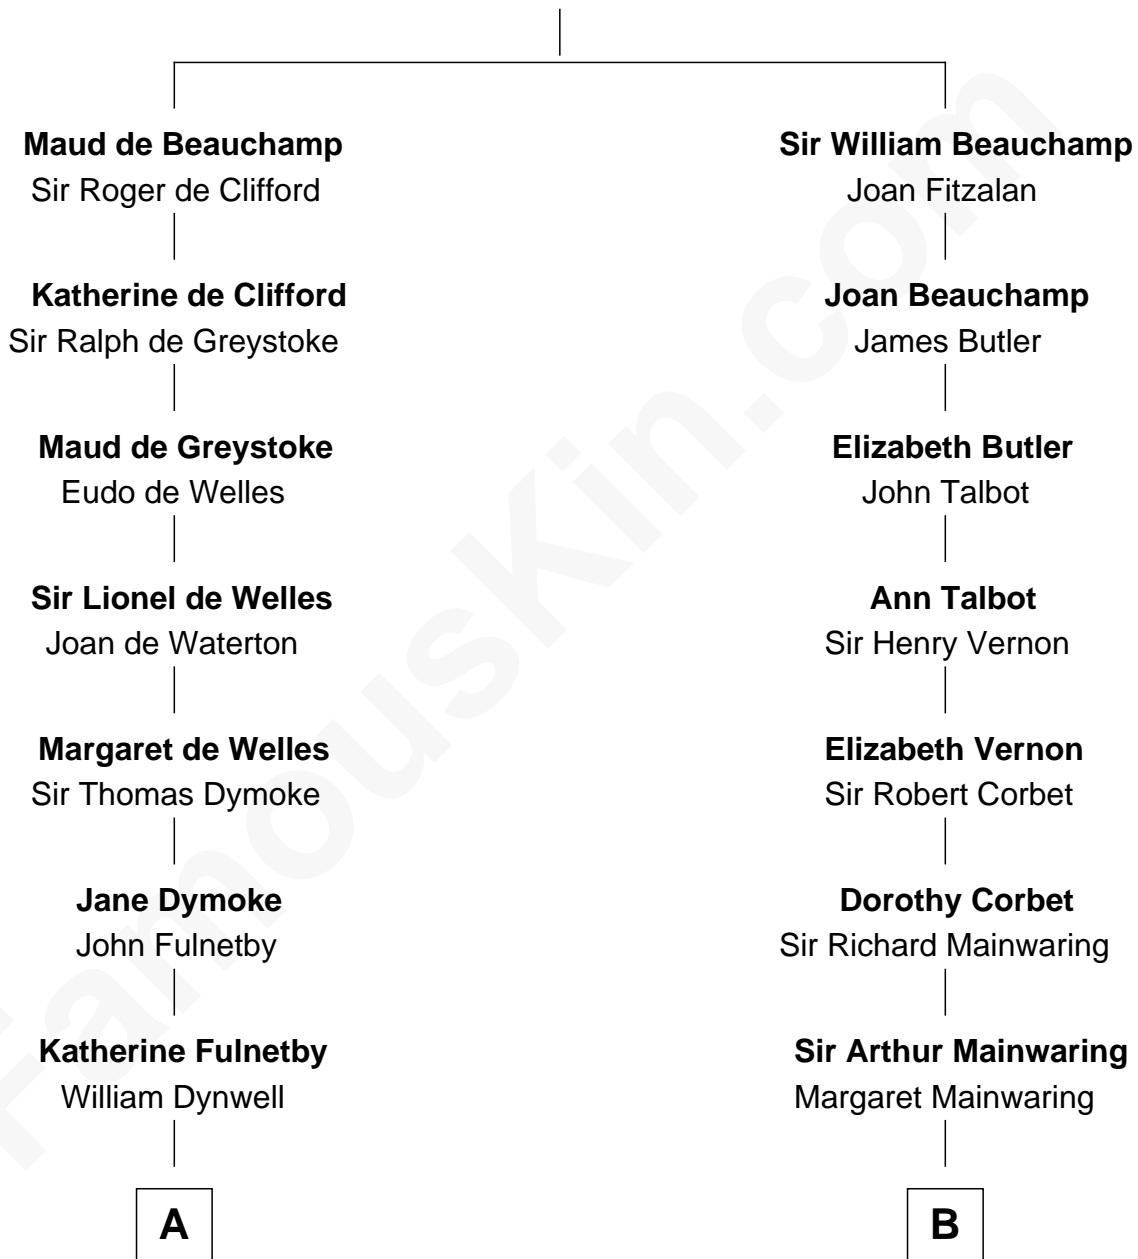 Maud de Beauchamp
Sir Roger de Clifford
Katherine de Clifford
Sir Ralph de Greystoke
Maud de Greystoke
Eudo de Welles
Sir Lionel de Welles
Joan de Waterton
Margaret de Welles
Sir Thomas Dymoke
Jane Dymoke
John Fulnetby
Katherine Fulnetby
William Dynwell
A
Sir William Beauchamp
Joan Fitzalan
Joan Beauchamp
James Butler
Elizabeth Butler
John Talbot
Ann Talbot
Sir Henry Vernon
Elizabeth Vernon
Sir Robert Corbet
Dorothy Corbet
Sir Richard Mainwaring
Sir Arthur Mainwaring
Margaret Mainwaring
B
FamousKin.com